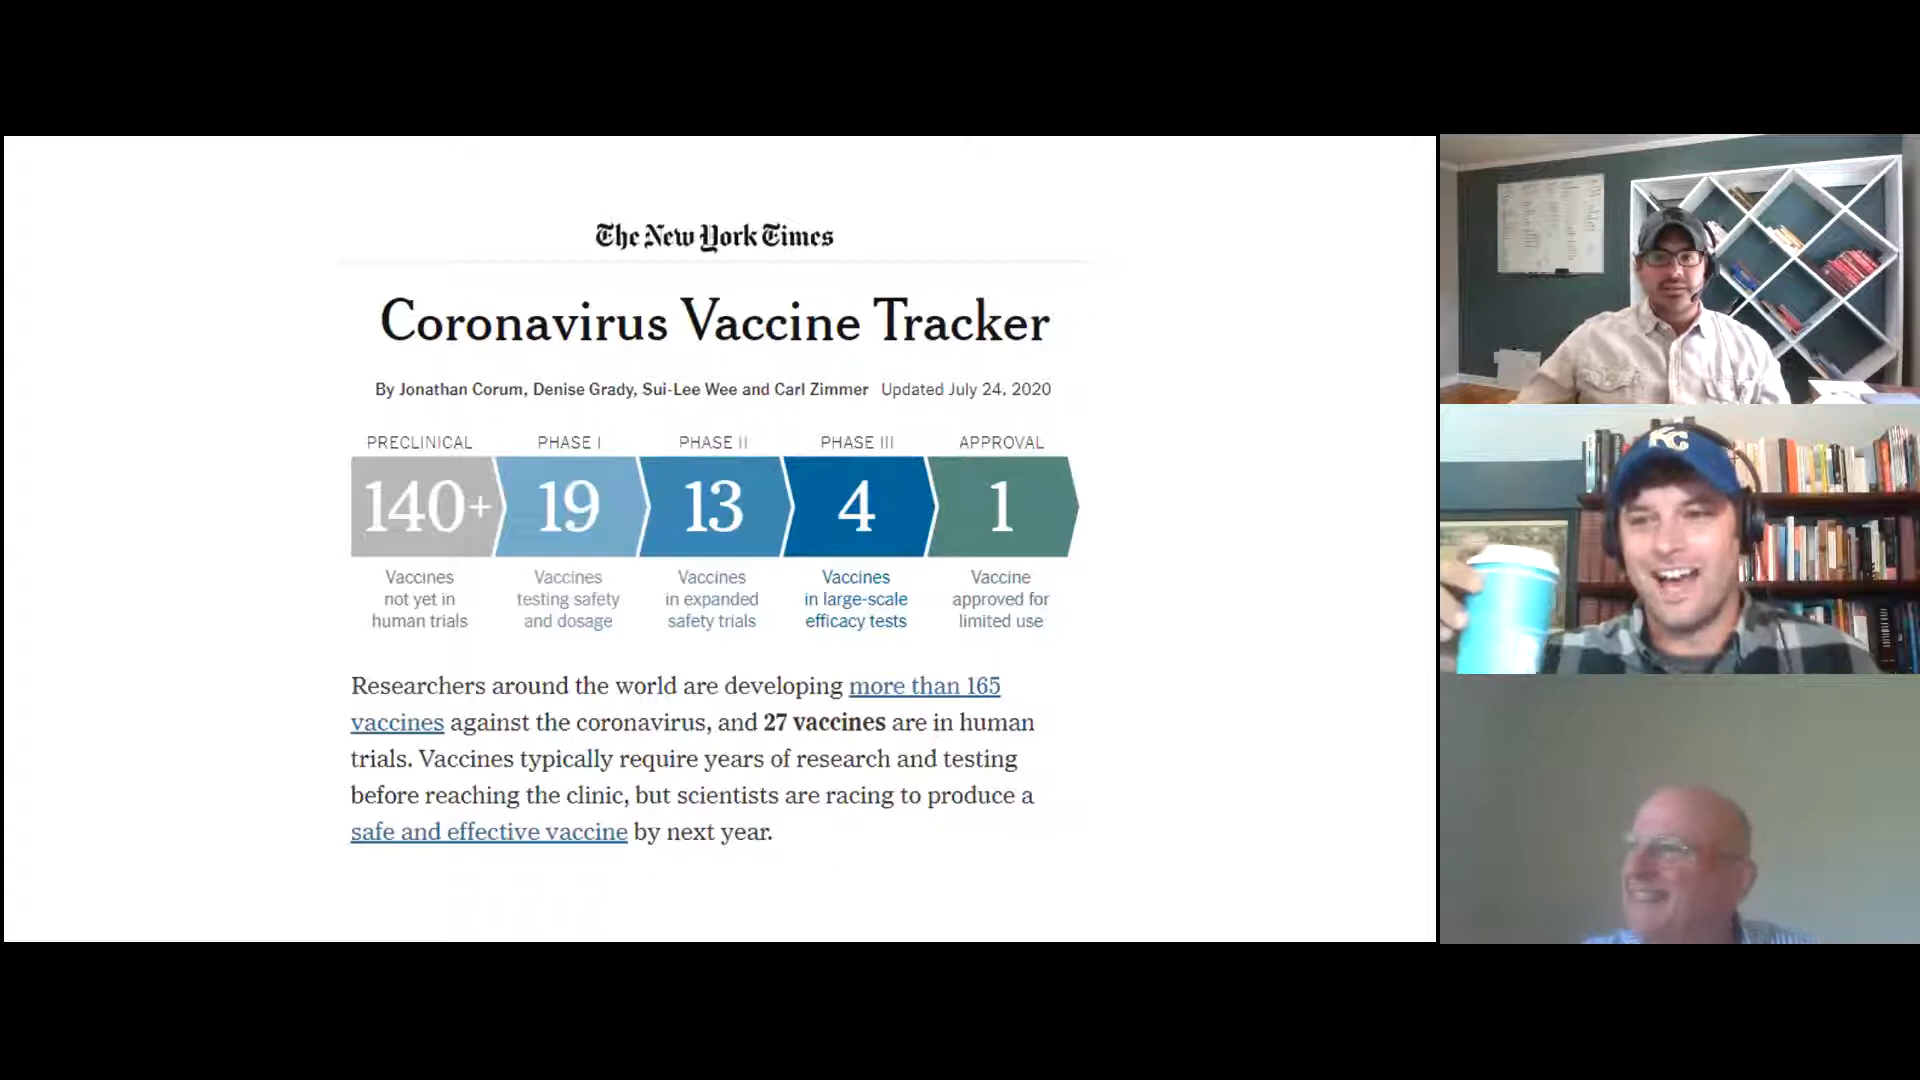 The New York Times
Coronavirus Vaccine Tracker
By Jonathan Corum, Denise Grady, Sui-Lee Wee and Carl Zimmer Updated July 24, 2020
PRECLINICAL PHASE I PHASE II PHASE III APPROVAL
140+ 19 13 4 1
Vaccines not yet in human trials
Vaccines testing safety and dosage
Vaccines in expanded safety trials
Vaccines in large-scale efficacy tests
Vaccine approved for limited use
Researchers around the world are developing more than 165
vaccines against the coronavirus, and 27 vaccines are in human
trials. Vaccines typically require years of research and testing
before reaching the clinic, but scientists are racing to produce a
safe and effective vaccine by next year.
KC